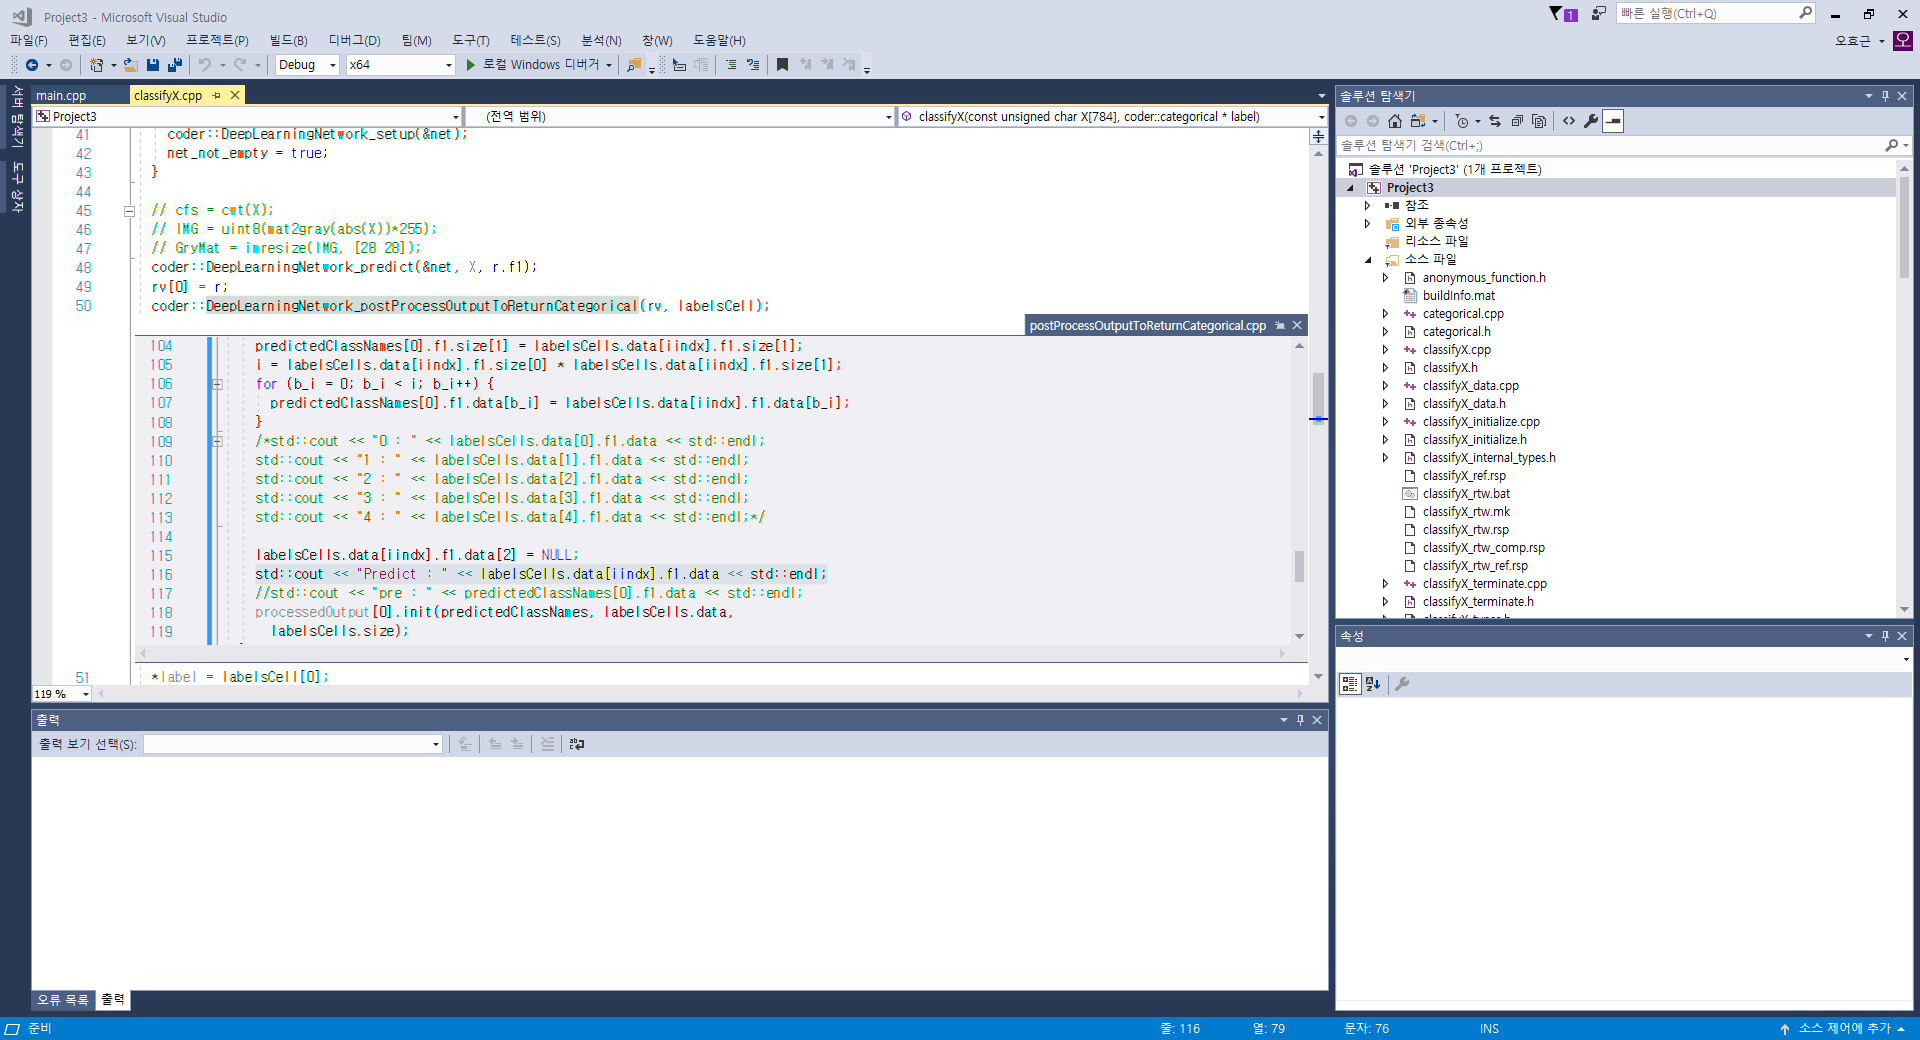 Project3 - Microsoft Visual Studio
1
빠른 실행(Ctrl+Q)
파일(F) 편집(E) 보기(V) 프로젝트(P) 빌드(B) 디버그(D) 팀(M) 도구(T) 테스트(S) 분석(N) 창(W) 도움말(H)
오효근
Debug x64 로컬 Windows 디버거
서버 탐색기
도구 상자
main.cpp classifyX.cpp
Project3 (전역 범위) classifyX(const unsigned char X[784], coder::categorical * label)
41 coder::DeepLearningNetwork_setup(&net);
42 net_not_empty = true;
43 }
44
45 // cfs = cwt(X);
46 // IMG = uint8(mat2gray(abs(X))*255);
47 // GryMat = imresize(IMG, [28 28]);
48 coder::DeepLearningNetwork_predict(&net, X, r.f1);
49 rv[0] = r;
50 coder::DeepLearningNetwork_postProcessOutputToReturnCategorical(rv, labelsCell);
postProcessOutputToReturnCategorical.cpp
104 predictedClassNames[0].f1.size[1] = labelsCells.data[iindx].f1.size[1];
105 i = labelsCells.data[iindx].f1.size[0] * labelsCells.data[iindx].f1.size[1];
106 for (b_i = 0; b_i < i; b_i++) {
107 predictedClassNames[0].f1.data[b_i] = labelsCells.data[iindx].f1.data[b_i];
108 }
109 /*std::cout << "0 : " << labelsCells.data[0].f1.data << std::endl;
110 std::cout << "1 : " << labelsCells.data[1].f1.data << std::endl;
111 std::cout << "2 : " << labelsCells.data[2].f1.data << std::endl;
112 std::cout << "3 : " << labelsCells.data[3].f1.data << std::endl;
113 std::cout << "4 : " << labelsCells.data[4].f1.data << std::endl;*/
114
115 labelsCells.data[iindx].f1.data[2] = NULL;
116 std::cout << "Predict : " << labelsCells.data[iindx].f1.data << std::endl;
117 //std::cout << "pre : " << predictedClassNames[0].f1.data << std::endl;
118 processedOutput[0].init(predictedClassNames, labelsCells.data,
119 labelsCells.size);
51 *label = labelsCell[0];
119 %
출력
출력 보기 선택(S):
오류 목록 출력
솔루션 탐색기
솔루션 탐색기 검색(Ctrl+;)
솔루션 'Project3' (1개 프로젝트)
Project3
참조
외부 종속성
리소스 파일
소스 파일
anonymous_function.h
buildInfo.mat
categorical.cpp
categorical.h
classifyX.cpp
classifyX.h
classifyX_data.cpp
classifyX_data.h
classifyX_initialize.cpp
classifyX_initialize.h
classifyX_internal_types.h
classifyX_ref.rsp
classifyX_rtw.bat
classifyX_rtw.mk
classifyX_rtw.rsp
classifyX_rtw_comp.rsp
classifyX_rtw_ref.rsp
classifyX_terminate.cpp
classifyX_terminate.h
속성
준비 줄: 116 열: 79 문자: 76 INS 소스 제어에 추가